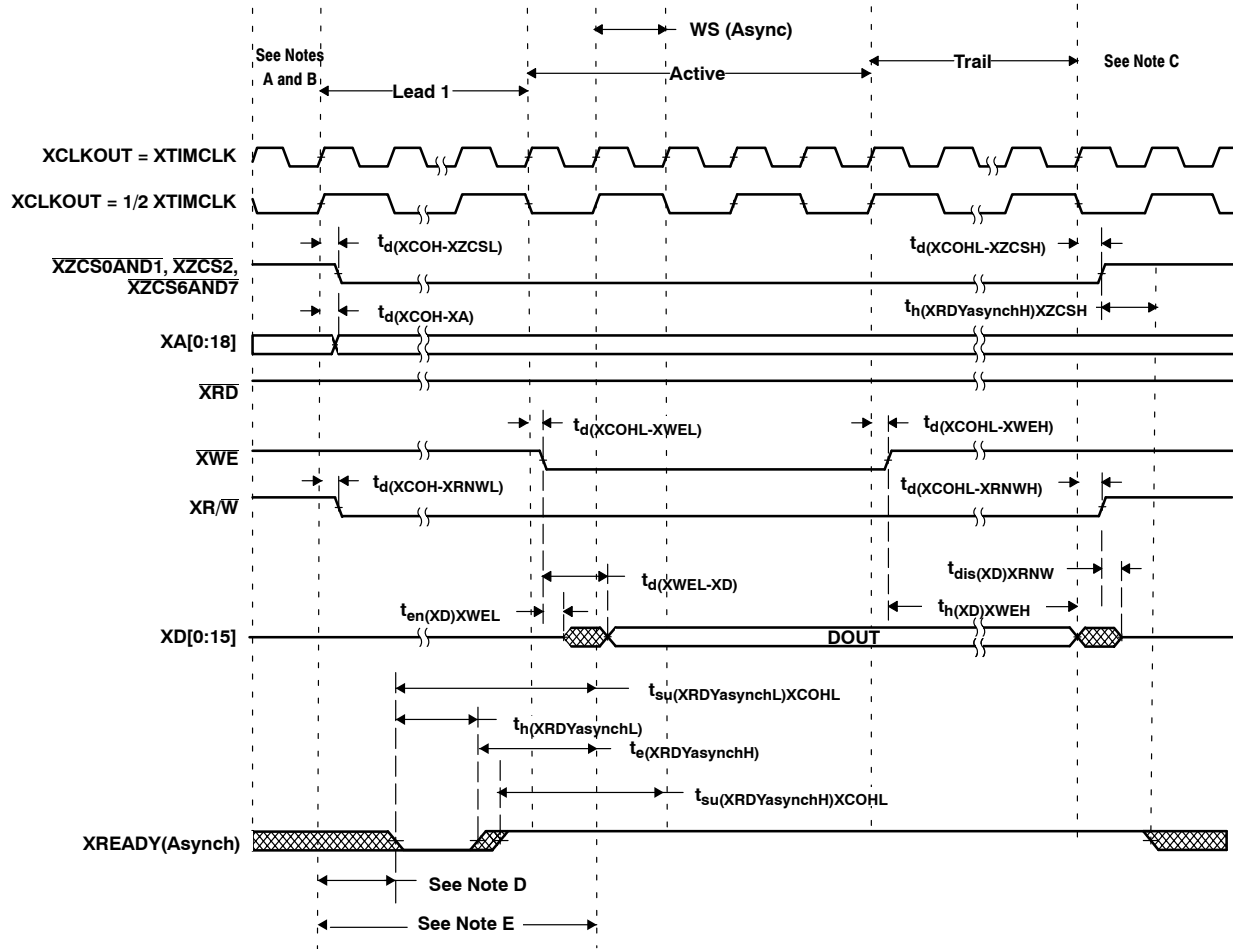 WS (Async)
See Notes
A and B
Lead 1
Active
Trail
See Note C
XCLKOUT = XTIMCLK
XCLKOUT = 1/2 XTIMCLK
td(XCOH-XZCSL)
td(XCOHL-XZCSH)
XZCS0AND1, XZCS2,
XZCS6AND7
td(XCOH-XA)
th(XRDYasynchH)XZCSH
XA[0:18]
XRD
td(XCOHL-XWEL)
td(XCOHL-XWEH)
XWE
td(XCOH-XRNWL)
td(XCOHL-XRNWH)
XR/W
tdis(XD)XRNW
td(XWEL-XD)
ten(XD)XWEL
th(XD)XWEH
XD[0:15]
DOUT
tsu(XRDYasynchL)XCOHL
th(XRDYasynchL)
te(XRDYasynchH)
tsu(XRDYasynchH)XCOHL
XREADY(Asynch)
See Note D
See Note E